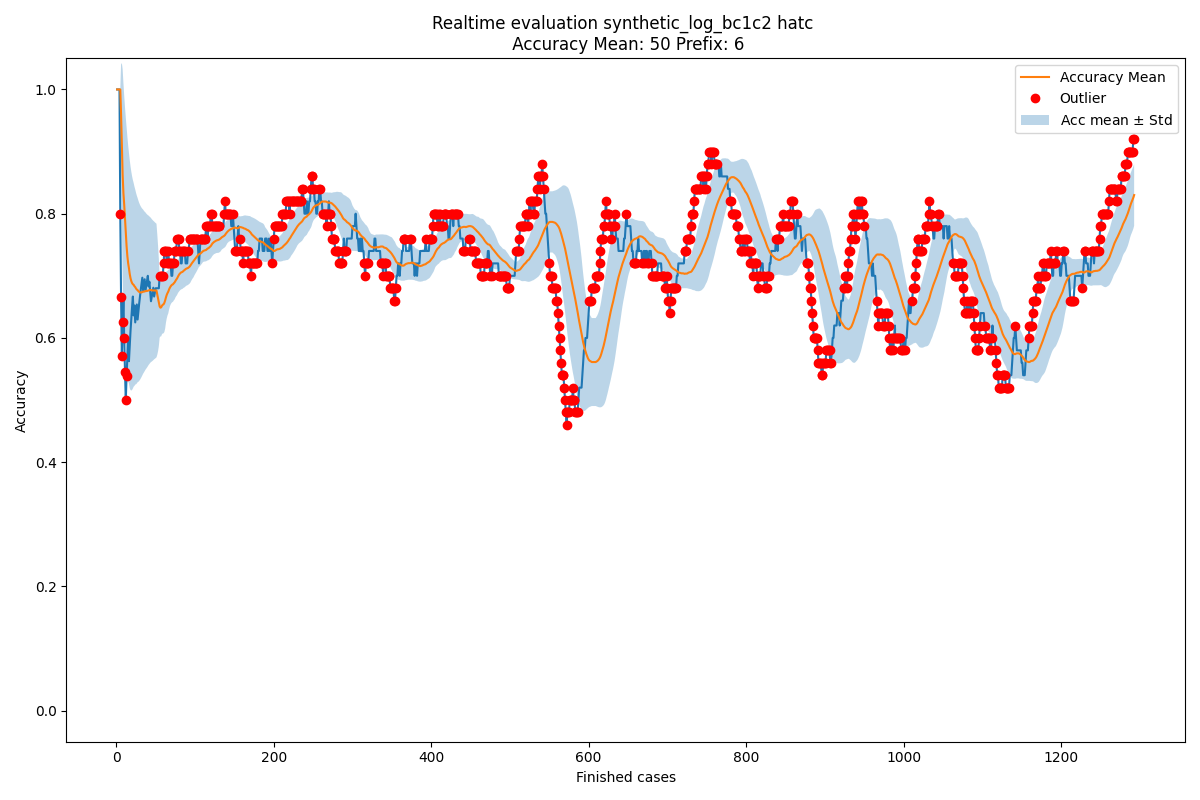 Realtime evaluation synthetic_log_bc1c2 hatc
Accuracy Mean: 50 Prefix: 6
Accuracy Mean
Outlier
Acc mean ± Std
1.0
0.8
0.6
0.4
0.2
0.0
Accuracy
0
200
400
600
800
1000
1200
Finished cases